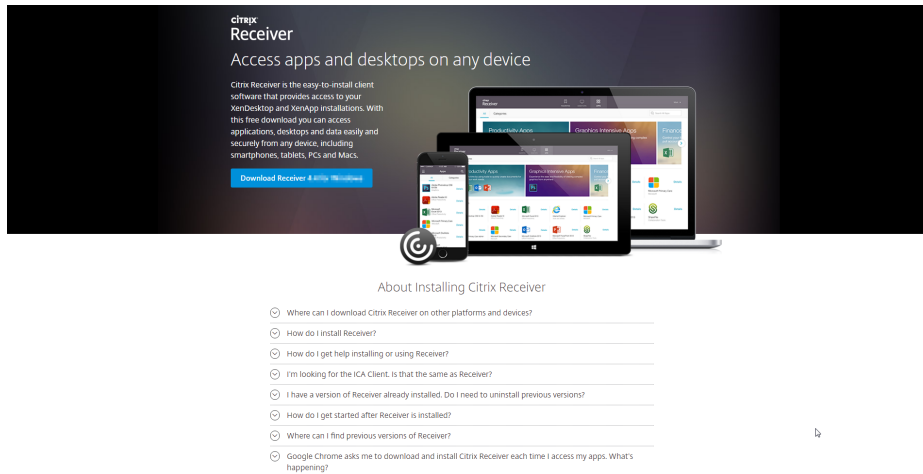 CITRIX
Receiver
Access apps and desktops on any device
Citrix Receiver is the easy-to-install client
software that provides access to your
XenDesktop and XenApp installations. With
this free download you can access
applications, desktops and data easily and
securely from any device, including
smartphones, tablets, PCs and Macs.
Download Receiver
Productivity Apps
Graphics Intensive Apps
Finance
Graphics Intensive Apps
Apps
About Installing Citrix Receiver
Where can I download Citrix Receiver on other platforms and devices?
How do I install Receiver?
How do I get help installing or using Receiver?
I'm looking for the ICA Client. Is that the same as Receiver?
I have a version of Receiver already installed. Do I need to uninstall previous versions?
How do I get started after Receiver is installed?
Where can I find previous versions of Receiver?
Google Chrome asks me to download and install Citrix Receiver each time I access my apps. What's
happening?